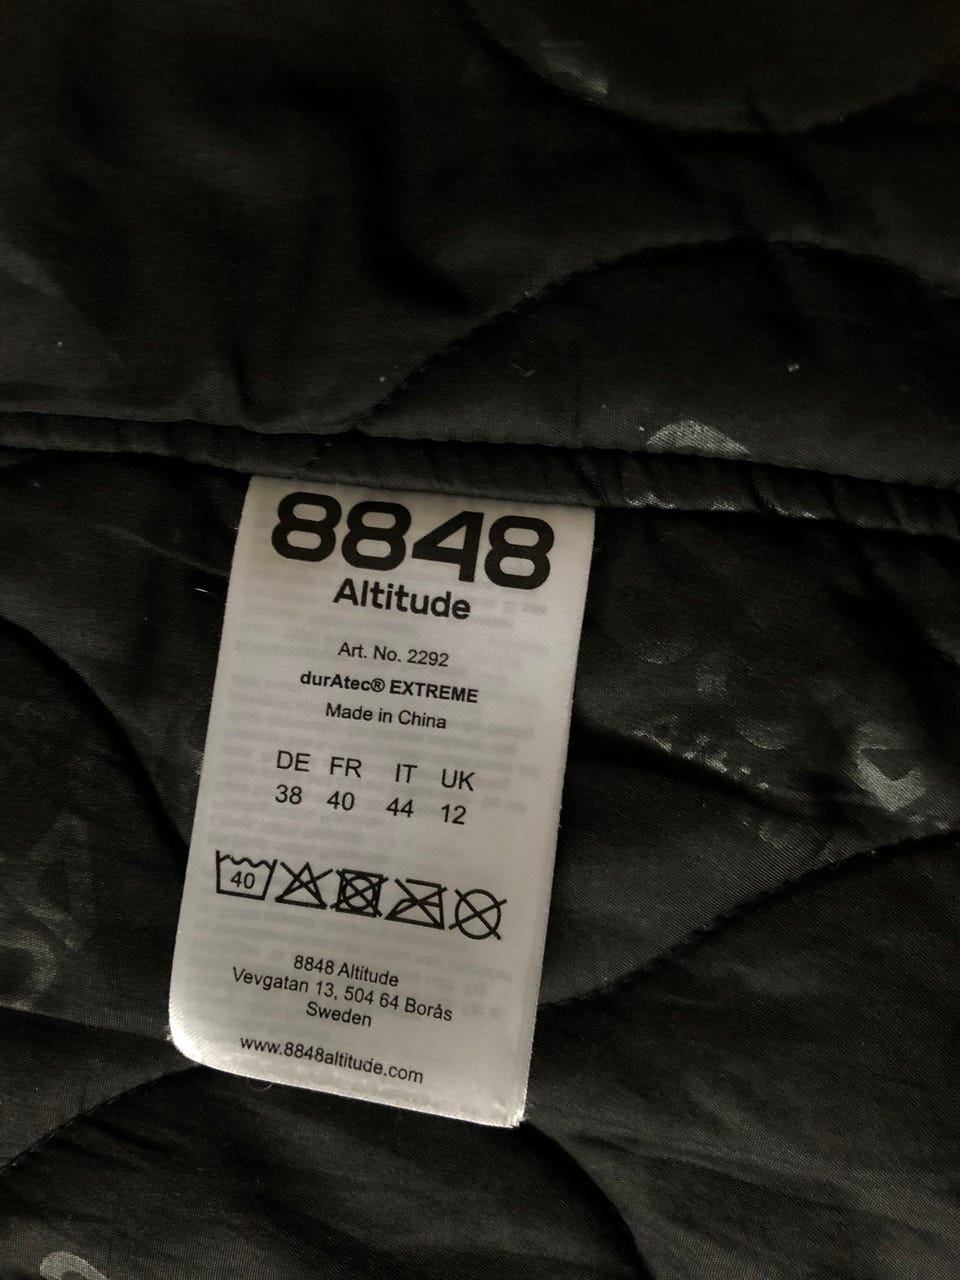 8848
Altitude
Art. No. 2292
durAtec® EXTREME
Made in China
DE FR IT UK
38 40 44 12
40
8848 Altitude
Vevgatan 13, 504 64 Borås
Sweden
www.8848altitude.com